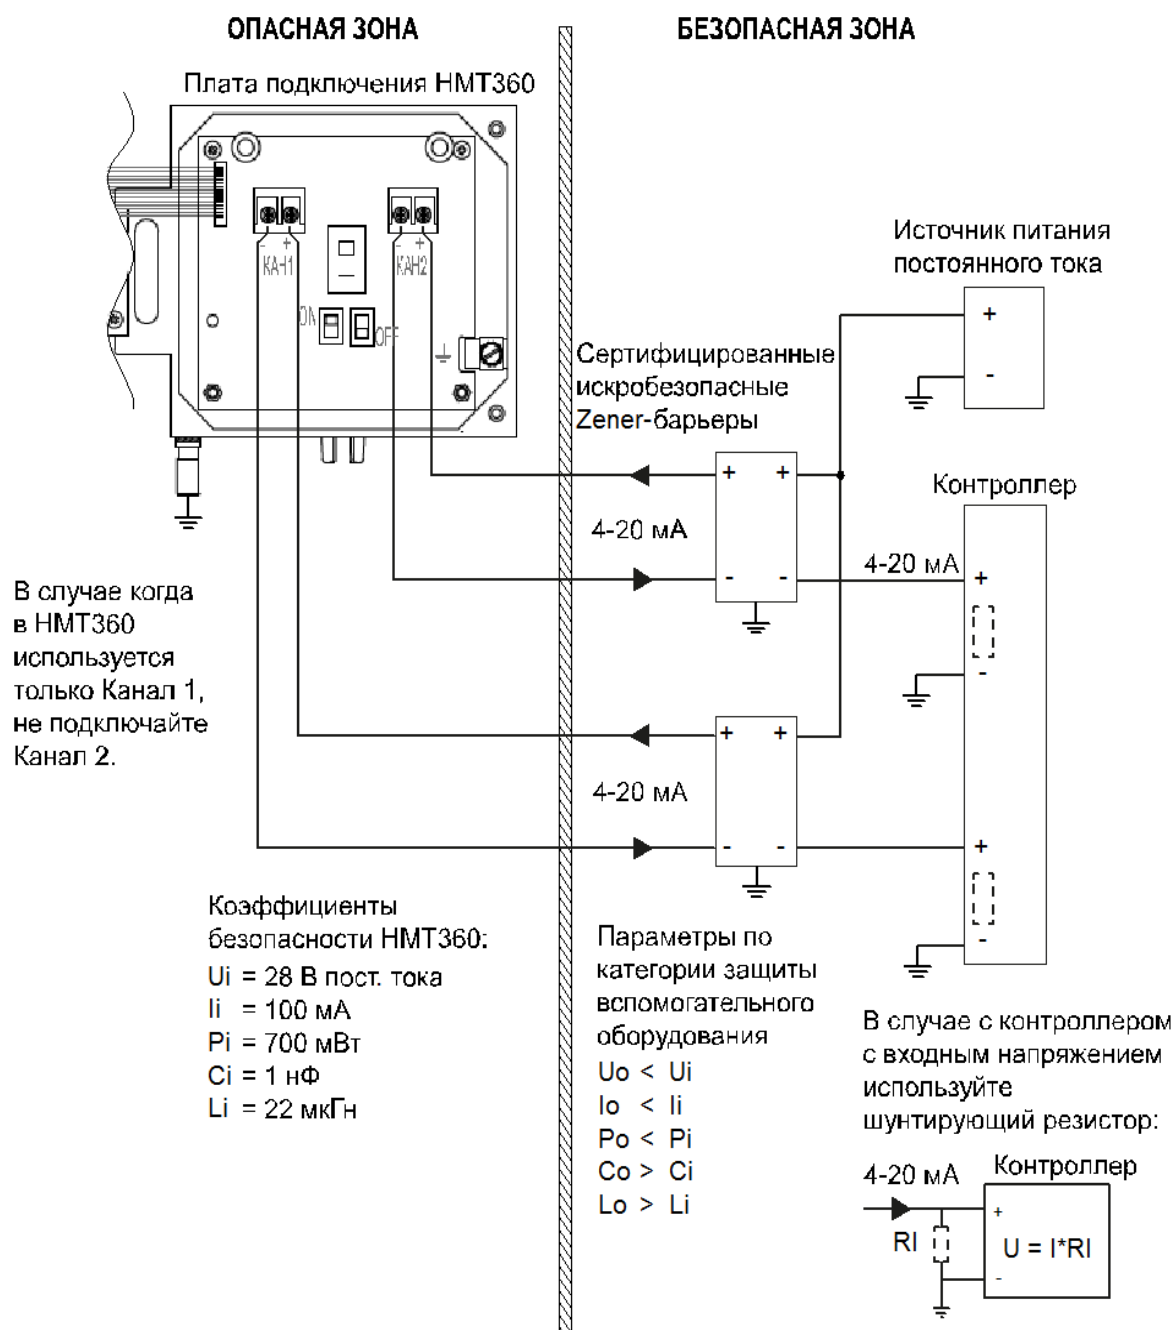 ОПАСНАЯ ЗОНА
БЕЗОПАСНАЯ ЗОНА
Плата подключения HMT360
- +
КАН1
- +
КАН2
ON
OFF
Источник питания
постоянного тока
+
-
Сертифицированные
искробезопасные
Zener-барьеры
+ +
4-20 мА
- -
Контроллер
4-20 мА
+
-
В случае когда
в HMT360
используется
только Канал 1,
не подключайте
Канал 2.
+ +
4-20 мА
- -
+
-
Коэффициенты
безопасности HMT360:
Ui = 28 В пост. тока
Ii = 100 мА
Pi = 700 мВт
Ci = 1 нФ
Li = 22 мкГн
Параметры по
категории защиты
вспомогательного
оборудования
Uo < Ui
Io < Ii
Po < Pi
Co > Ci
Lo > Li
В случае с контроллером
с входным напряжением
используйте
шунтирующий резистор:
4-20 мА
Контроллер
+
RI
U = I*RI
-